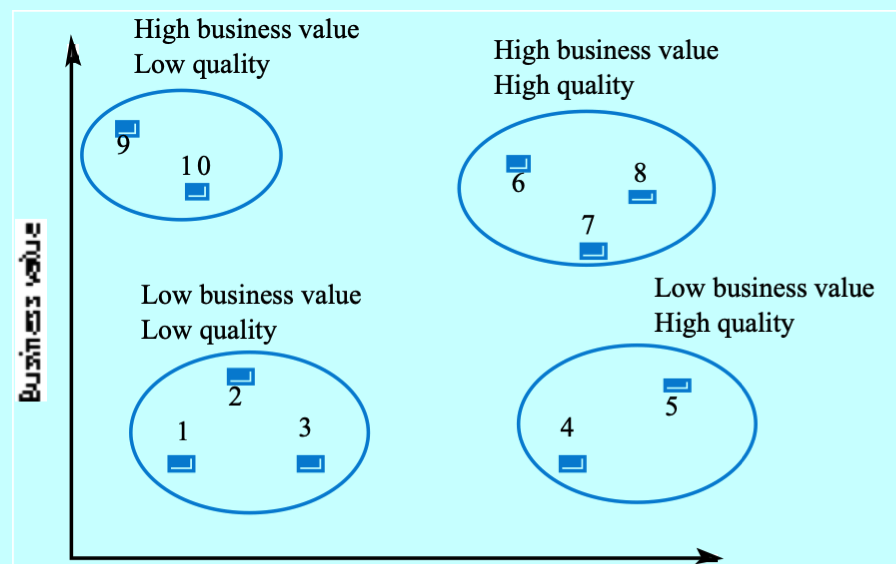 High business value
Low quality
High business value
High quality
9
10
6
8
7
Business value
Low business value
Low quality
Low business value
High quality
2
1
3
5
4